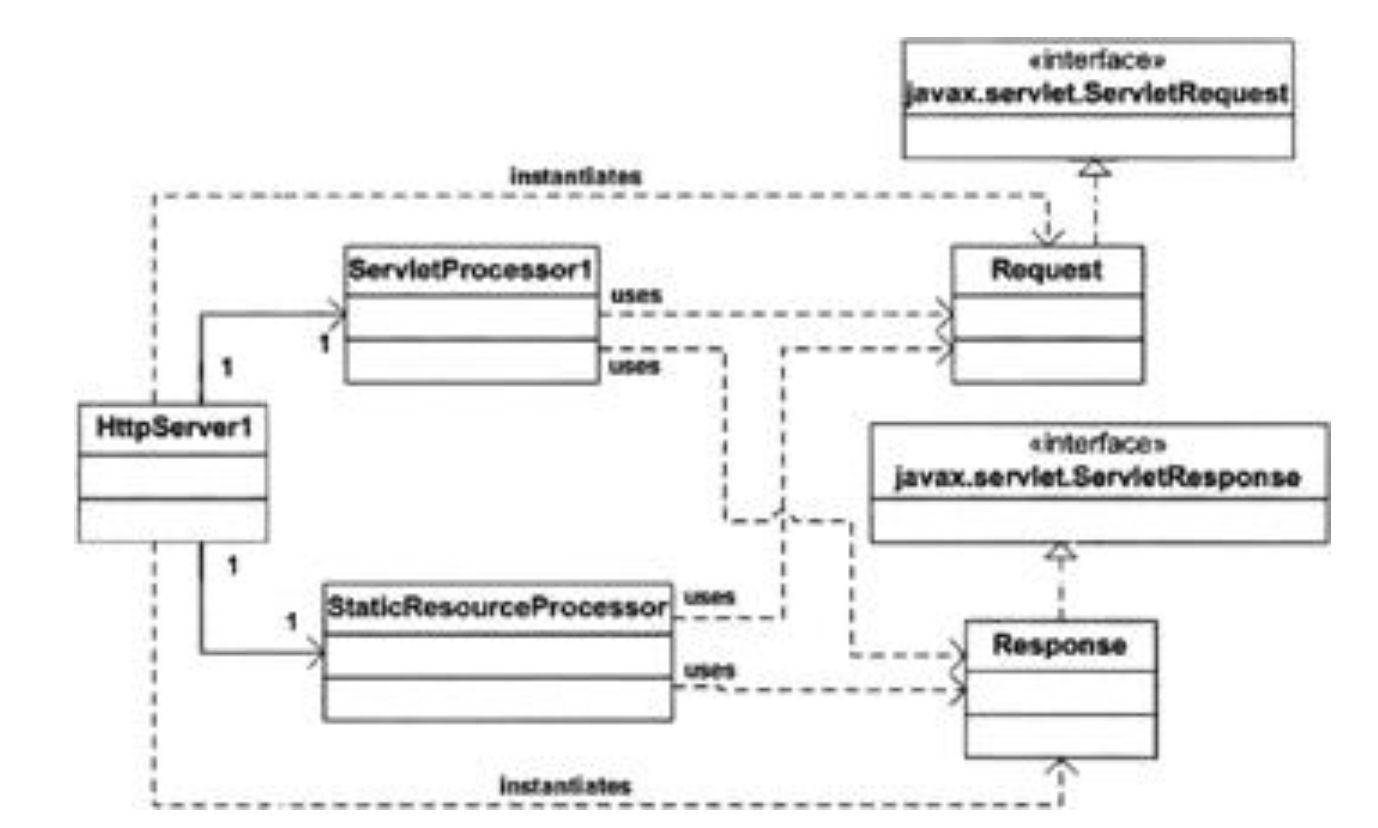 «interface»
javax.servlet.ServletRequest
instantiates
ServletProcessor1
Request
uses
1
uses
1
HttpServer1
«interface»
javax.servlet.ServletResponse
1
StaticResourceProcessor
uses
1
Response
uses
instantiates